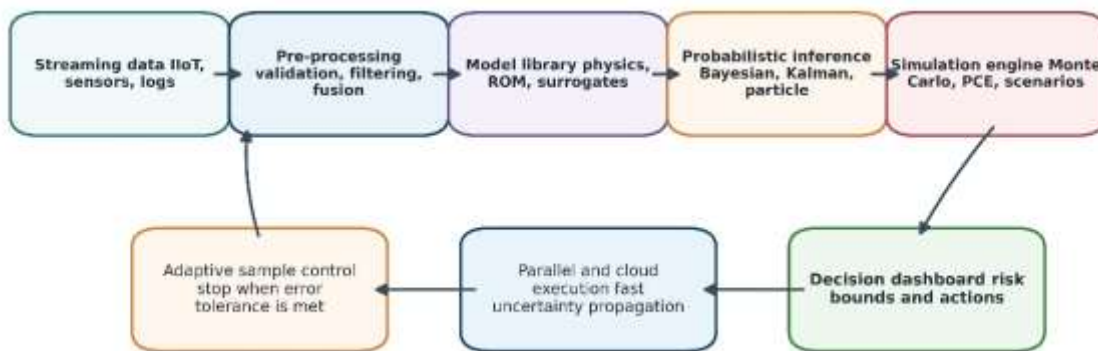 Streaming data IIoT,
sensors, logs
Pre-processing
validation, filtering,
fusion
Model library physics,
ROM, surrogates
Probabilistic inference
Bayesian, Kalman,
particle
Simulation engine Monte
Carlo, PCE, scenarios
Adaptive sample control
stop when error
tolerance is met
Parallel and cloud
execution fast
uncertainty propagation
Decision dashboard risk
bounds and actions